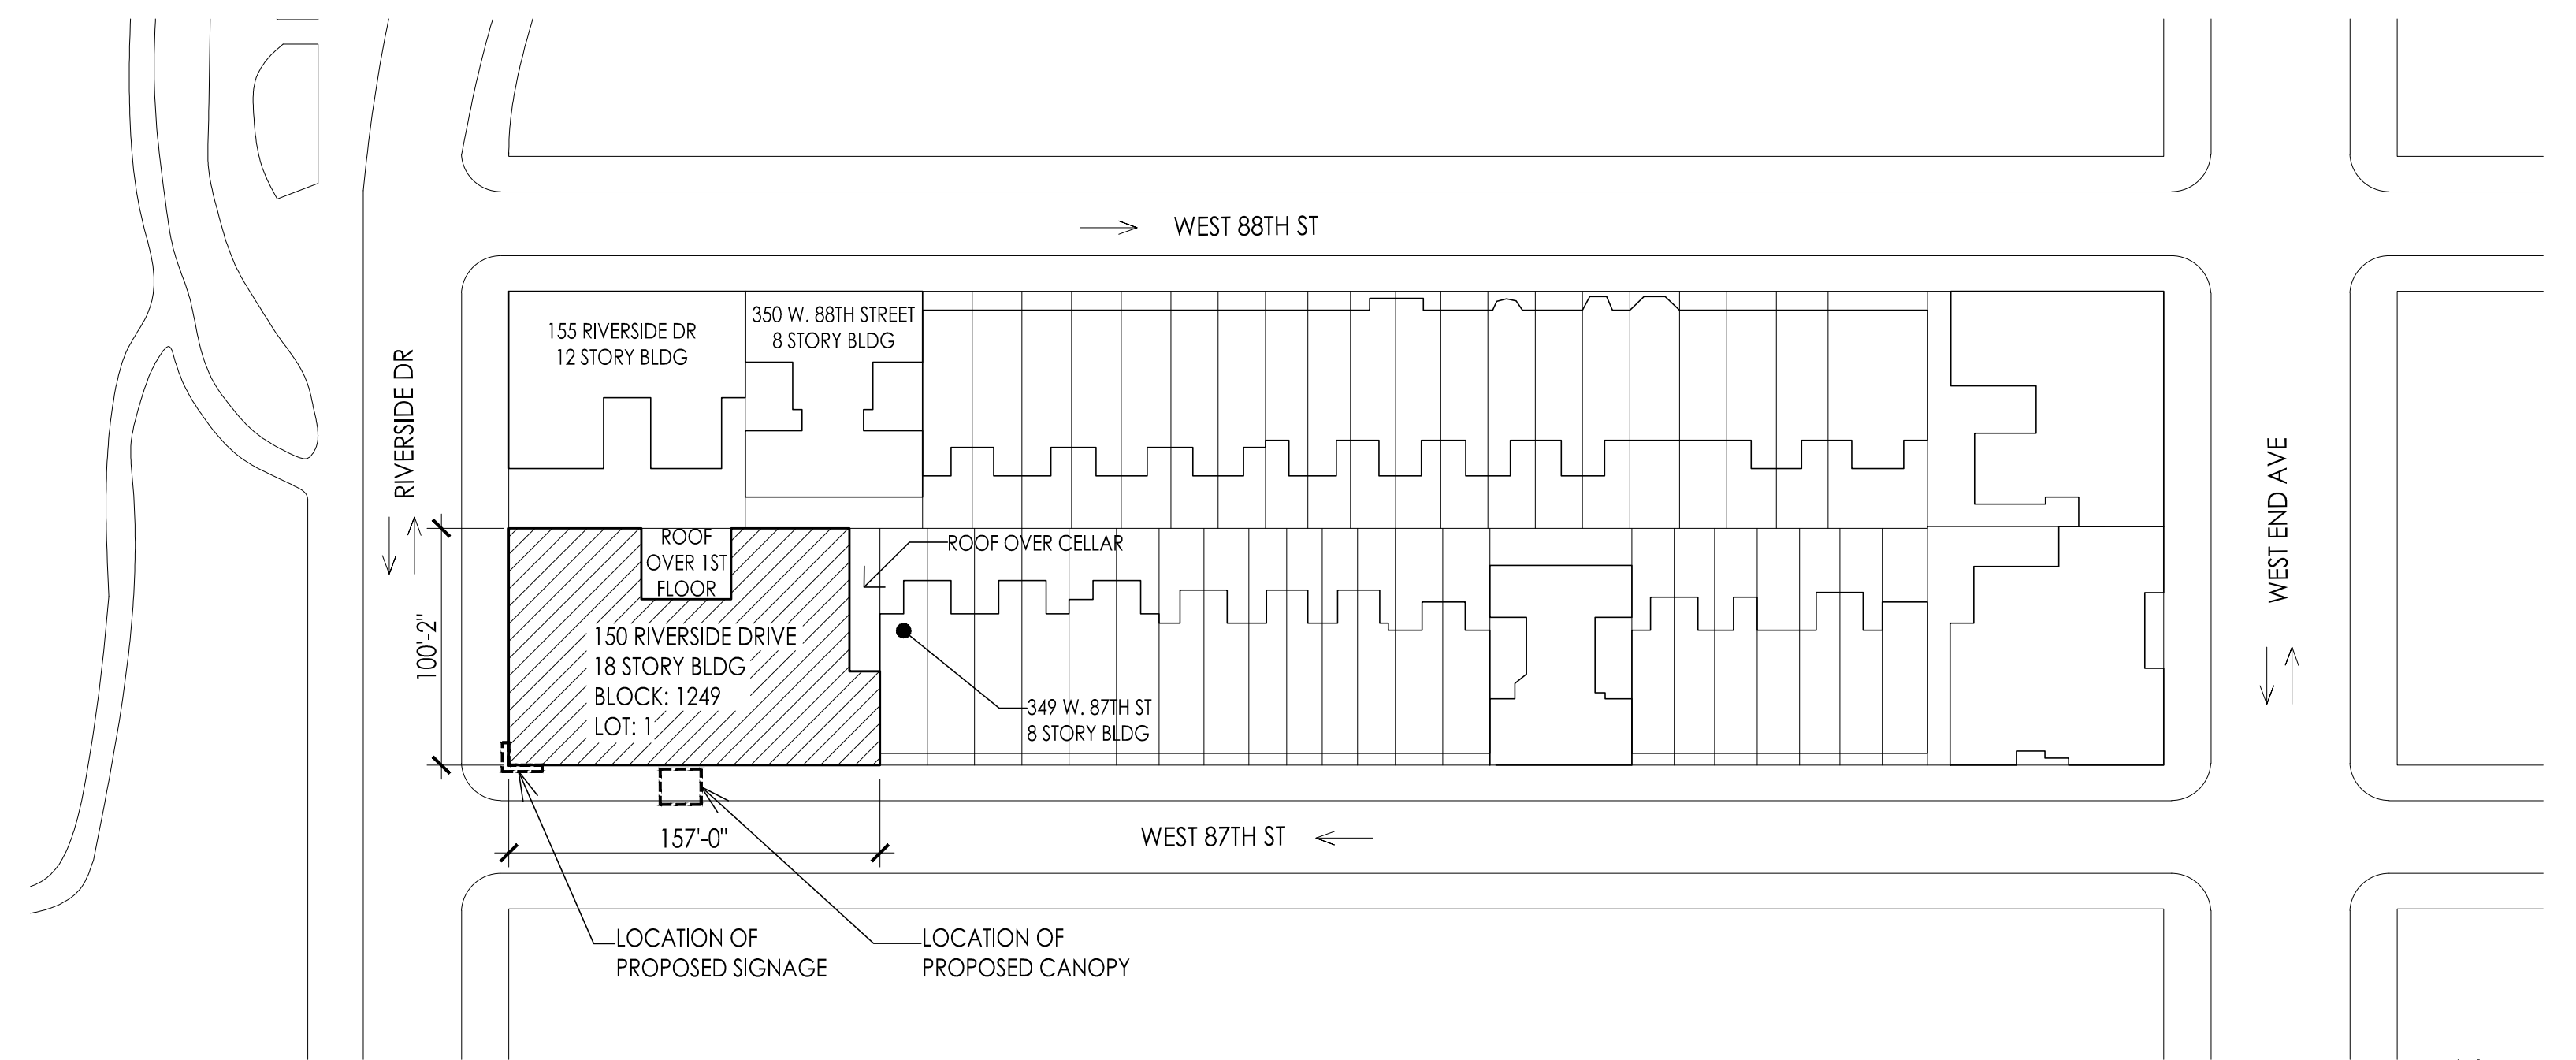 WEST 88TH ST
155 RIVERSIDE DR
12 STORY BLDG
350 W. 88TH STREET
8 STORY BLDG
RIVERSIDE DR
WEST END AVE
ROOF
OVER 1ST
FLOOR
ROOF OVER CELLAR
100'-2"
150 RIVERSIDE DRIVE
18 STORY BLDG
BLOCK: 1249
LOT: 1
349 W. 87TH ST
8 STORY BLDG
157'-0"
WEST 87TH ST
LOCATION OF
PROPOSED SIGNAGE
LOCATION OF
PROPOSED CANOPY